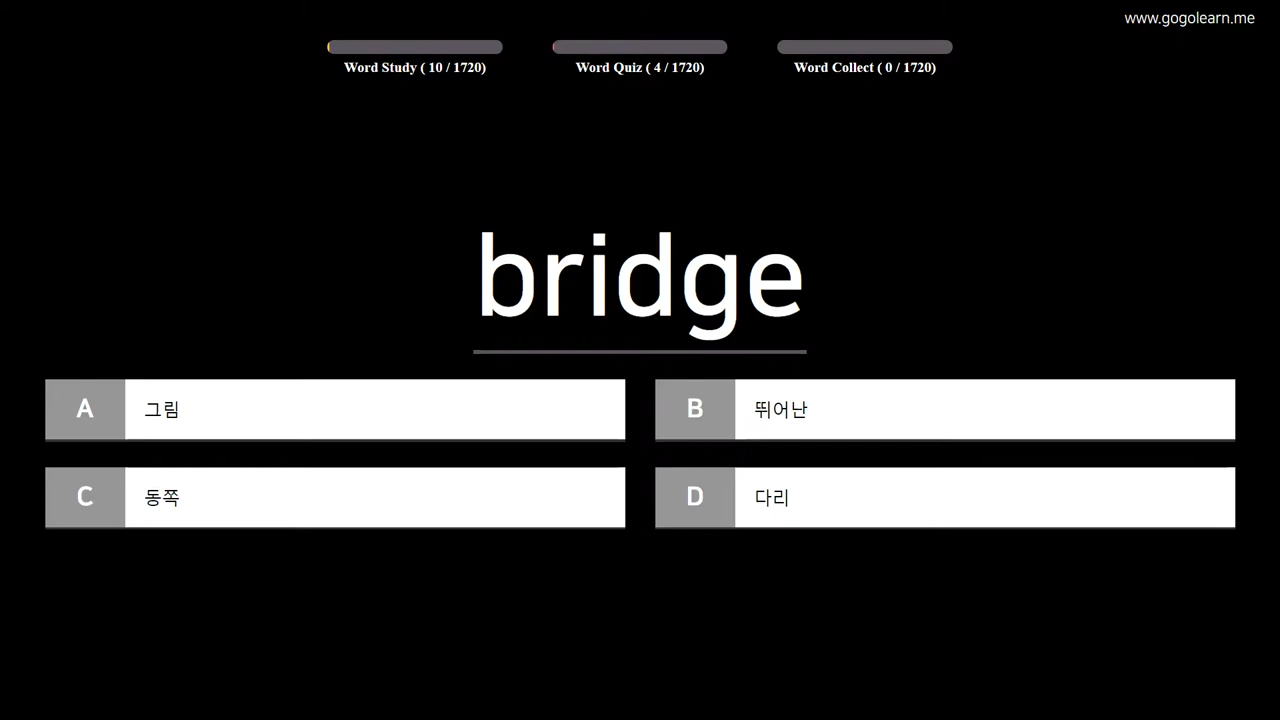 www.gogolearn.me
Word Study ( 10 / 1720)
Word Quiz ( 4 / 1720)
Word Collect ( 0 / 1720)
bridge
A 그림
B 뛰어난
C 동쪽
D 다리